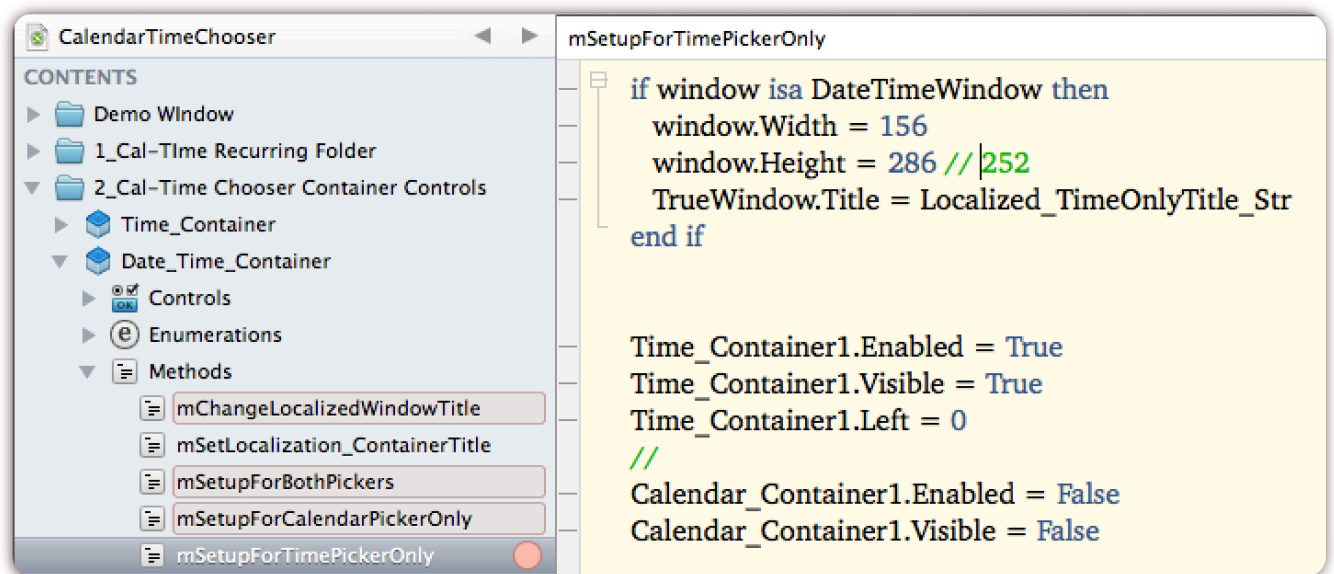 CalendarTimeChooser
CONTENTS
Demo WIndow
1_Cal-TIme Recurring Folder
2_Cal-Time Chooser Container Controls
Time_Container
Date_Time_Container
OK
Controls
e
Enumerations
Methods
mChangeLocalizedWindowTitle
mSetLocalization_ContainerTitle
mSetupForBothPickers
mSetupForCalendarPickerOnly
mSetupForTimePickerOnly
mSetupForTimePickerOnly
if window isa DateTimeWindow then
window.Width = 156
window.Height = 286 // 252
TrueWindow.Title = Localized_TimeOnlyTitle_Str
end if
Time_Container1.Enabled = True
Time_Container1.Visible = True
Time_Container1.Left = 0
//
Calendar_Container1.Enabled = False
Calendar_Container1.Visible = False